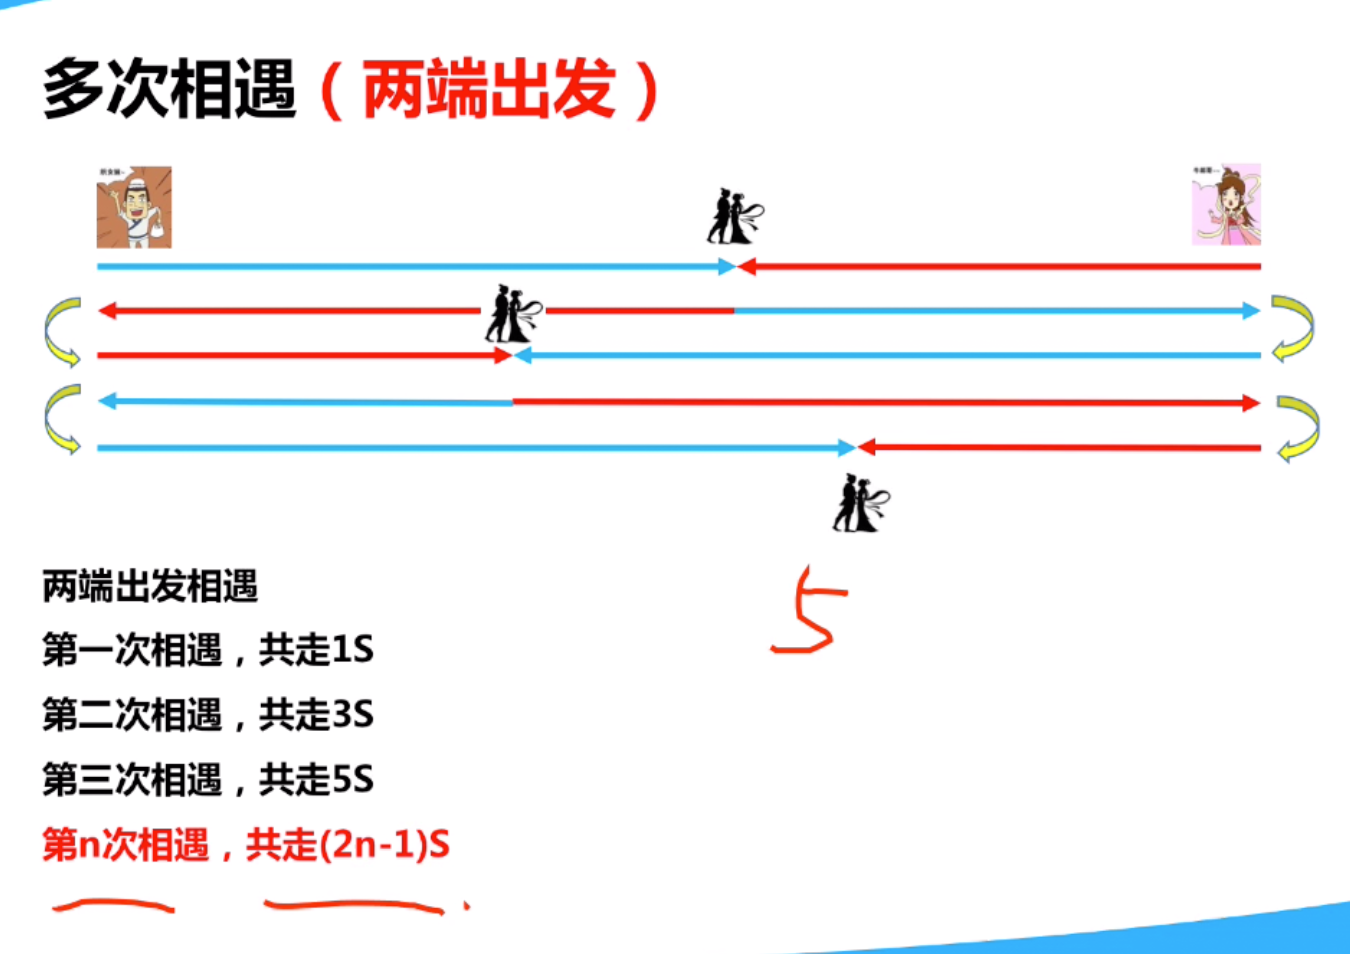 多次相遇（两端出发）
两端出发相遇
第一次相遇，共走1S
第二次相遇，共走3S
第三次相遇，共走5S
第n次相遇，共走(2n-1)S
5